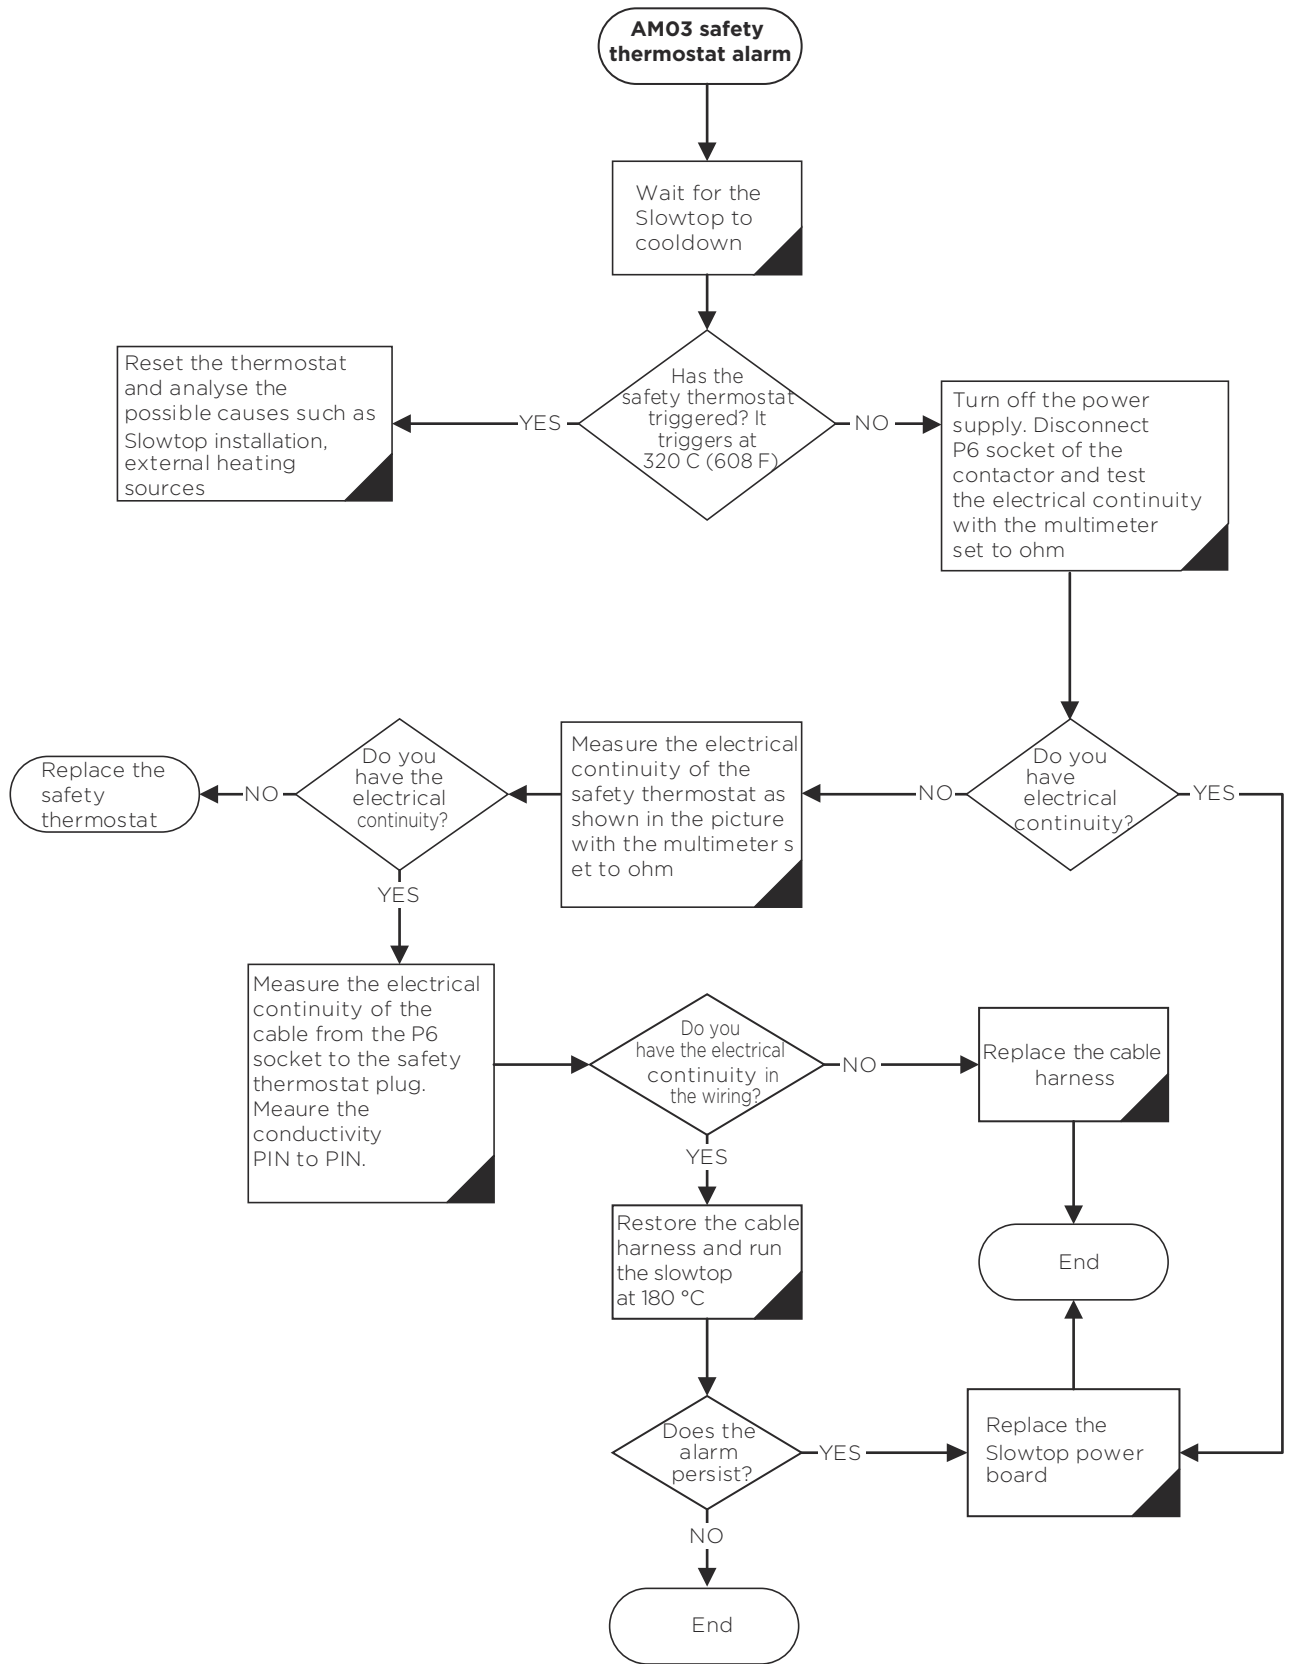 AM03 safety
thermostat alarm
Wait for the
Slowtop to
cooldown
Has the
safety thermostat
triggered? It
triggers at
320 C (608 F)
YES
NO
Reset the thermostat
and analyse the
possible causes such as
Slowtop installation,
external heating
sources
Turn off the power
supply. Disconnect
P6 socket of the
contactor and test
the electrical continuity
with the multimeter
set to ohm
Do you
have
electrical
continuity?
NO
YES
Measure the electrical
continuity of the
safety thermostat as
shown in the picture
with the multimeter s
et to ohm
Do you
have the
electrical
continuity?
NO
Replace the
safety
thermostat
YES
Measure the electrical
continuity of the
cable from the P6
socket to the safety
thermostat plug.
Meaure the
conductivity
PIN to PIN.
Do you
have the electrical
continuity in
the wiring?
NO
Replace the cable
harness
End
YES
Restore the cable
harness and run
the slowtop
at 180 °C
Does the
alarm
persist?
YES
Replace the
Slowtop power
board
NO
End